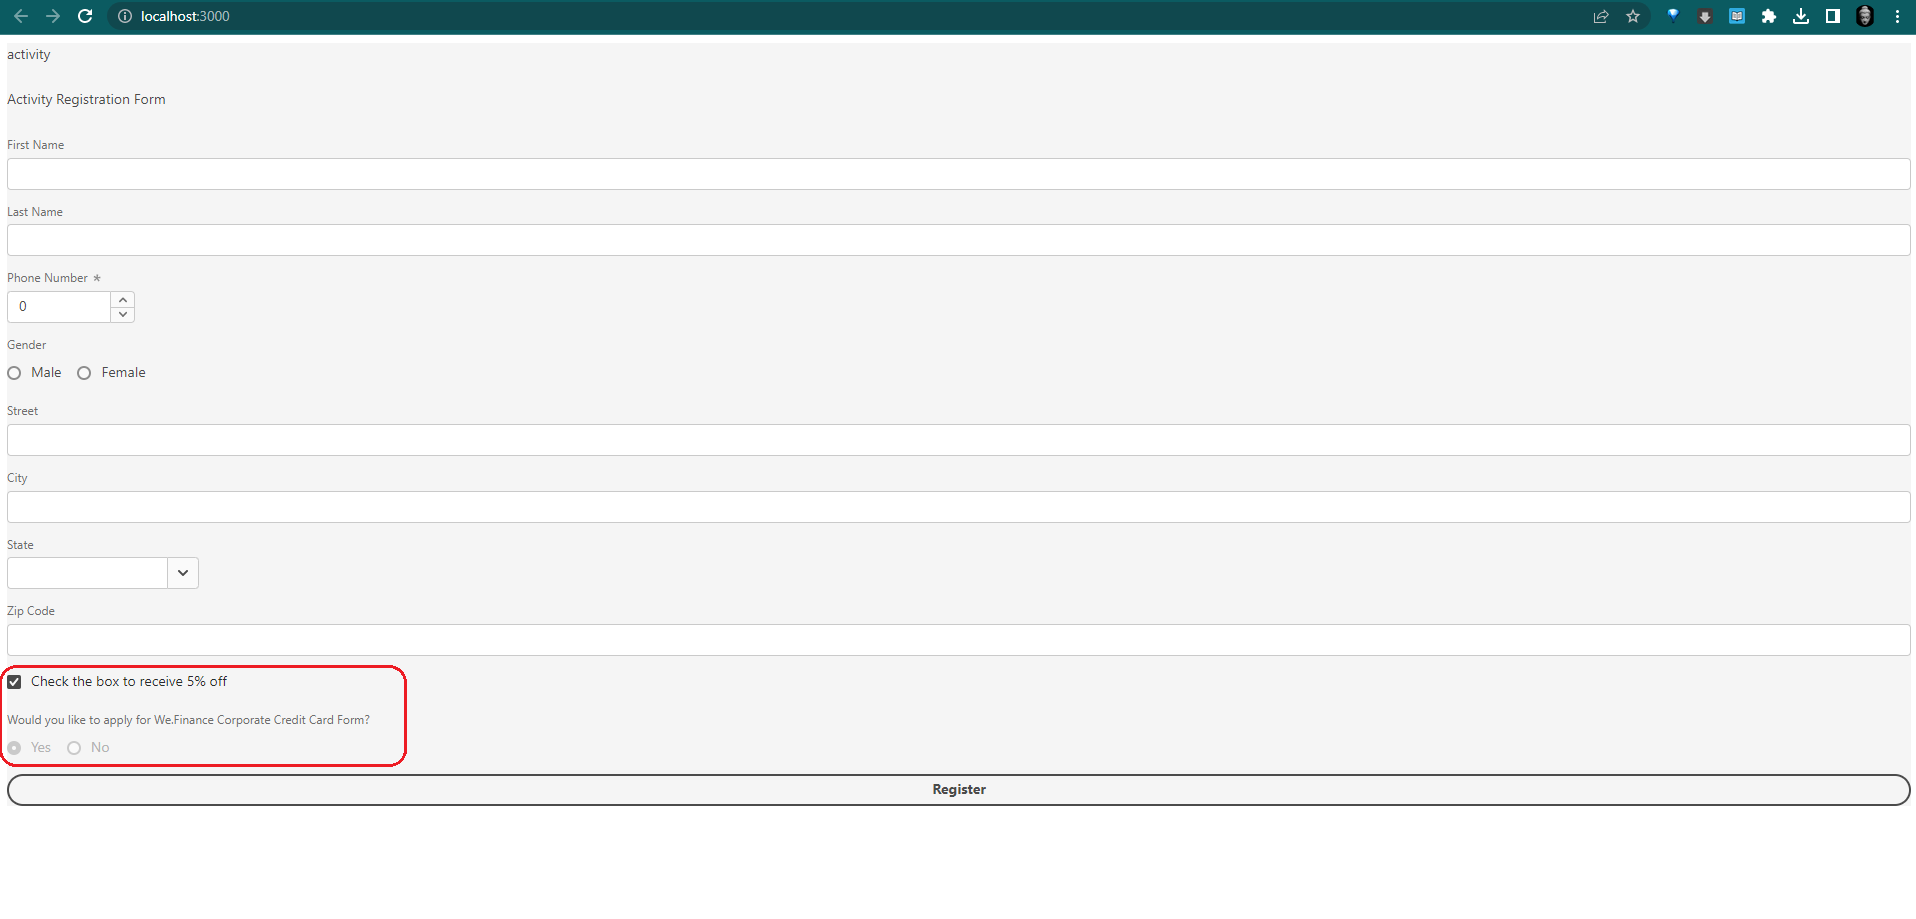 localhost:3000
activity
Activity Registration Form
First Name
Last Name
Phone Number *
0
Gender
Male Female
Street
City
State
Zip Code
Check the box to receive 5% off
Would you like to apply for We.Finance Corporate Credit Card Form?
Yes No
Register